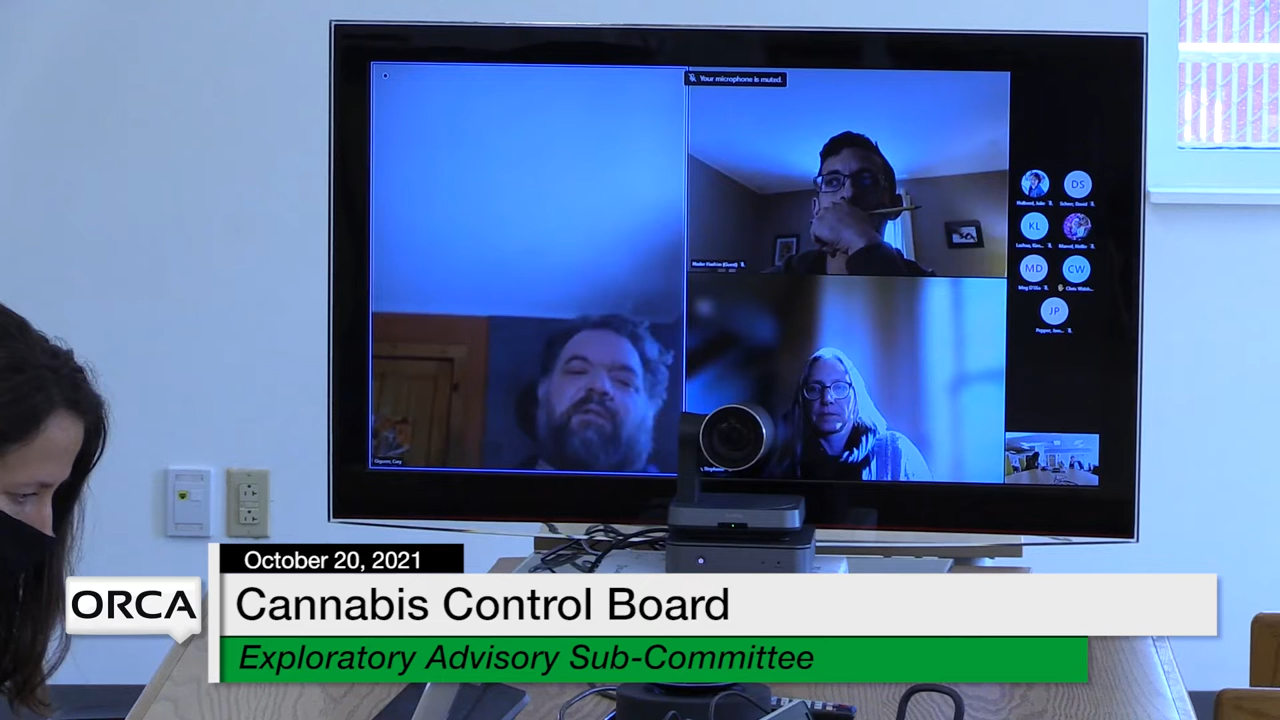 Your microphone is muted.
DS
KL
MD
CW
JP
October 20, 2021
ORCA
Cannabis Control Board
Exploratory Advisory Sub-Committee